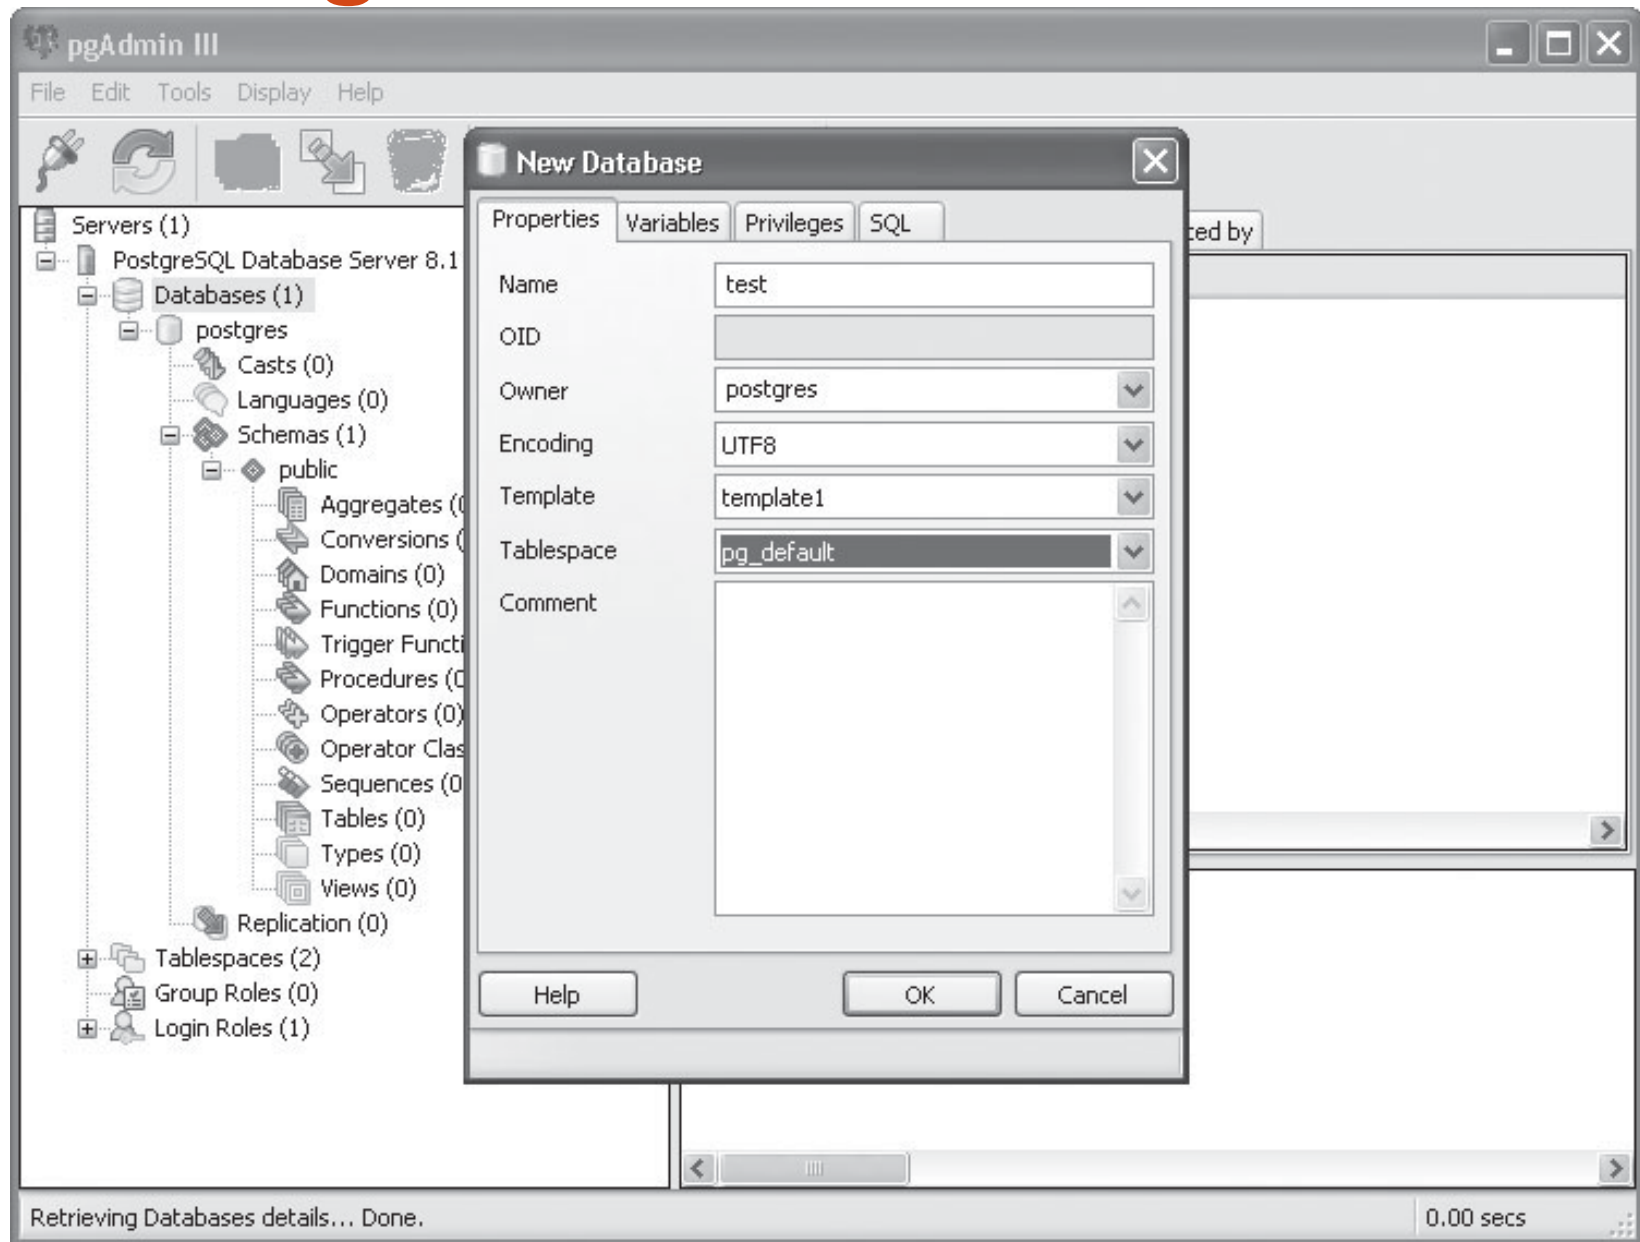 pgAdmin III
File Edit Tools Display Help
New Database
Properties Variables Privileges SQL
ted by
Servers (1)
PostgreSQL Database Server 8.1
Databases (1)
postgres
Casts (0)
Languages (0)
Schemas (1)
public
Aggregates (0
Conversions (
Domains (0)
Functions (0)
Trigger Functi
Procedures (0
Operators (0)
Operator Clas
Sequences (0
Tables (0)
Types (0)
Views (0)
Replication (0)
Tablespaces (2)
Group Roles (0)
Login Roles (1)
Name test
OID
Owner postgres
Encoding UTF8
Template template1
Tablespace pg_default
Comment
Help OK Cancel
Retrieving Databases details... Done. 0.00 secs